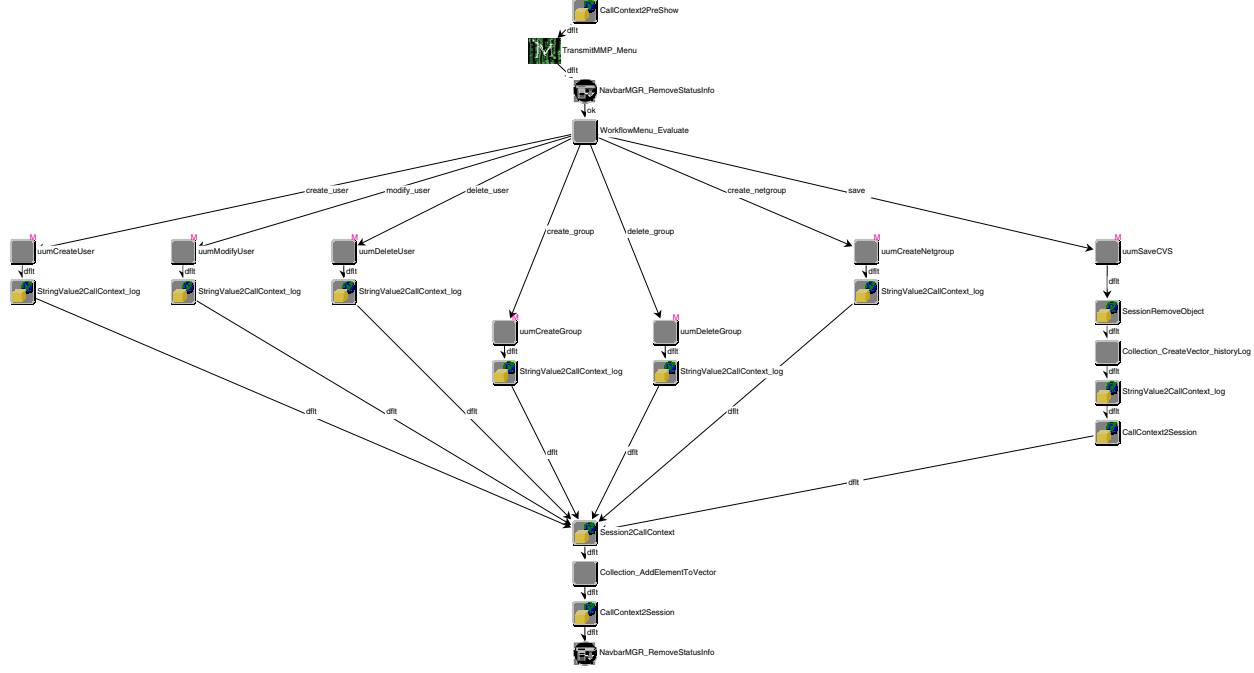 CallContext2PreShow
dflt
TransmitMMP_Menu
dflt
NavbarMGR_RemoveStatusInfo
ok
WorkflowMenu_Evaluate
create_user
modify_user
delete_user
create_netgroup
save
create_group
delete_group
M
M
M
M
M
uumCreateUser
uumModifyUser
uumDeleteUser
uumCreateNetgroup
uumSaveCVS
dflt
dflt
dflt
dflt
dflt
StringValue2CallContext_log
StringValue2CallContext_log
StringValue2CallContext_log
StringValue2CallContext_log
SessionRemoveObject
M
M
uumCreateGroup
uumDeleteGroup
dflt
dflt
dflt
Collection_CreateVector_historyLog
StringValue2CallContext_log
StringValue2CallContext_log
dflt
StringValue2CallContext_log
dflt
dflt
dflt
dflt
dflt
CallContext2Session
dflt
dflt
dflt
Session2CallContext
dflt
Collection_AddElementToVector
dflt
CallContext2Session
dflt
NavbarMGR_RemoveStatusInfo